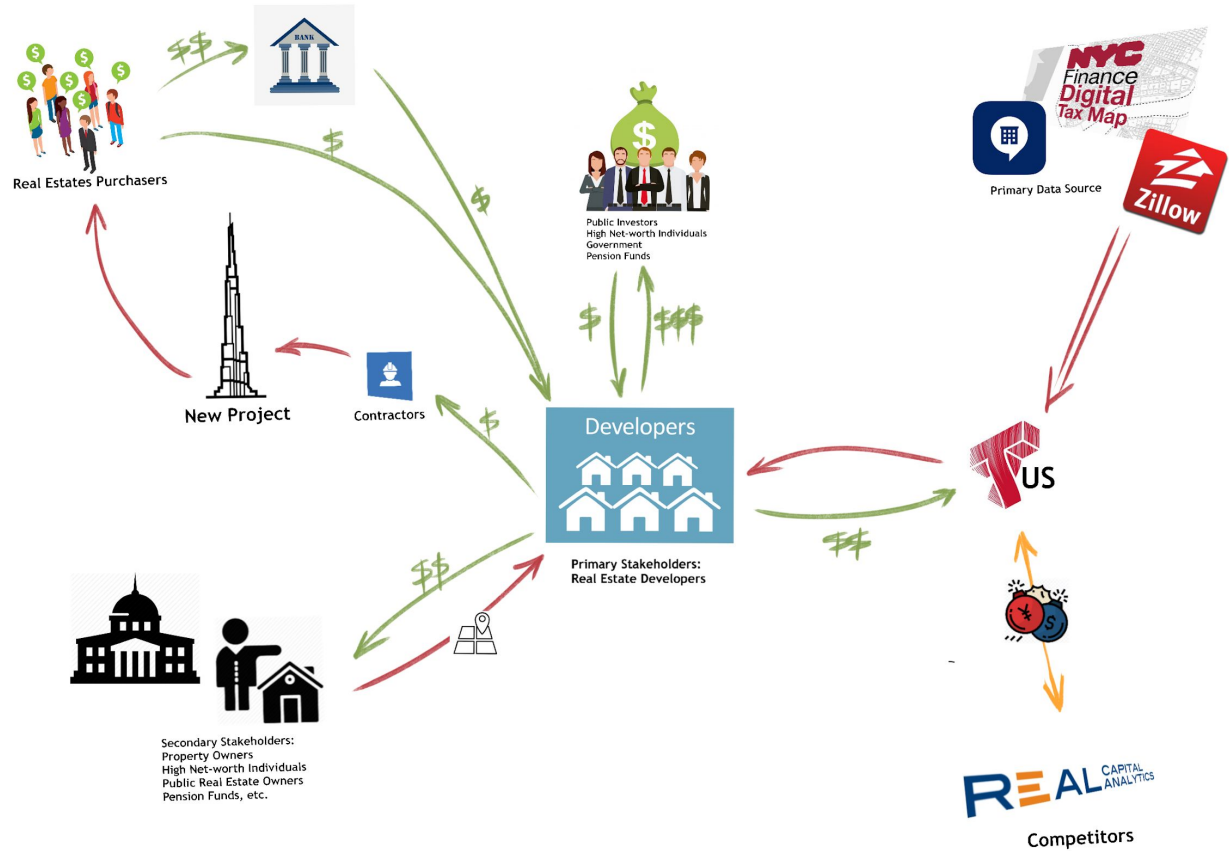 $$
BANK
$
$
$ $ $ $ $ $
Real Estates Purchasers
$
$
$
Public Investors
High Net-worth Individuals
Government
Pension Funds
$
$$$
NYC
Finance
Digital
Tax Map
Primary Data Source
Zillow
New Project
Contractors
$
Developers
Primary Stakeholders:
Real Estate Developers
US
$$
$$
Secondary Stakeholders:
Property Owners
High Net-worth Individuals
Public Real Estate Owners
Pension Funds, etc.
¥ $
REAL CAPITAL
ANALYTICS
Competitors